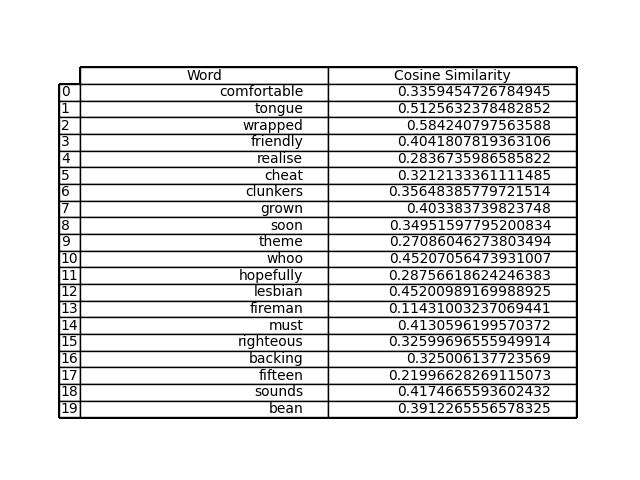 Word Cosine Similarity
0 comfortable 0.3359454726784945
1 tongue 0.5125632378482852
2 wrapped 0.584240797563588
3 friendly 0.4041807819363106
4 realise 0.2836735986585822
5 cheat 0.3212133361111485
6 clunkers 0.35648385779721514
7 grown 0.403383739823748
8 soon 0.34951597795200834
9 theme 0.27086046273803494
10 whoo 0.45207056473931007
11 hopefully 0.28756618624246383
12 lesbian 0.45200989169988925
13 fireman 0.11431003237069441
14 must 0.4130596199570372
15 righteous 0.32599696555949914
16 backing 0.325006137723569
17 fifteen 0.21996628269115073
18 sounds 0.4174665593602432
19 bean 0.3912265556578325